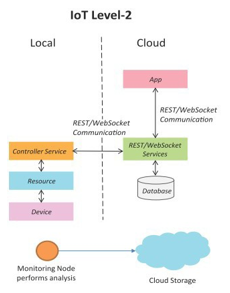 IoT Level-2
Local
Cloud
App
REST/WebSocket
Communication
REST/WebSocket
Communication
Controller Service
REST/WebSocket
Services
Resource
Database
Device
Monitoring Node
performs analysis
Cloud Storage